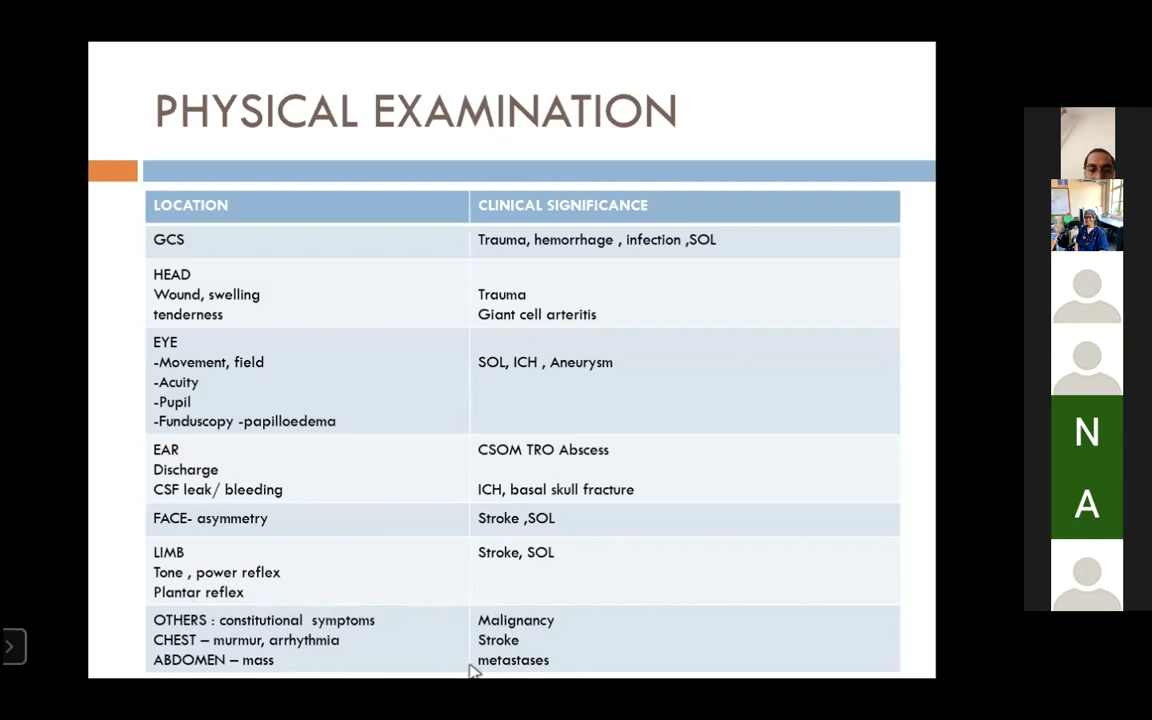 PHYSICAL EXAMINATION
LOCATION
CLINICAL SIGNIFICANCE
GCS
Trauma, hemorrhage , infection ,SOL
HEAD
Wound, swelling
Trauma
tenderness
Giant cell arteritis
EYE
-Movement, field
SOL, ICH , Aneurysm
-Acuity
-Pupil
-Funduscopy -papilloedema
EAR
CSOM TRO Abscess
Discharge
CSF leak/ bleeding
ICH, basal skull fracture
FACE- asymmetry
Stroke ,SOL
LIMB
Stroke, SOL
Tone , power reflex
Plantar reflex
OTHERS : constitutional symptoms
Malignancy
CHEST – murmur, arrhythmia
Stroke
ABDOMEN – mass
metastases
N
A